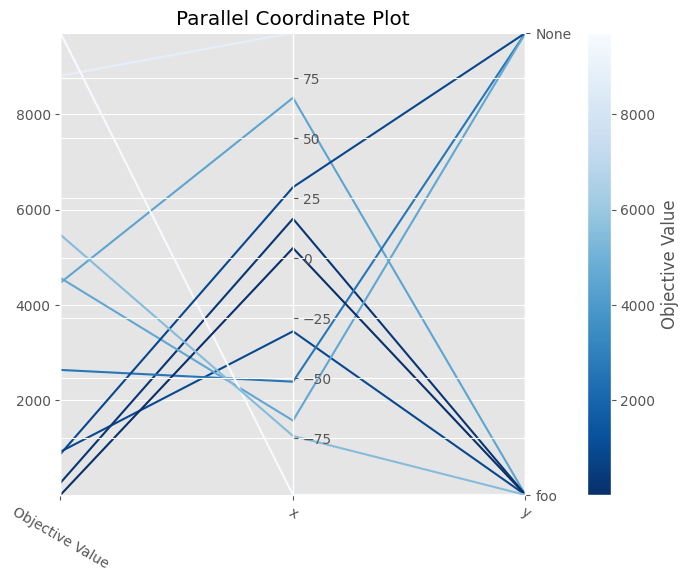 Parallel Coordinate Plot
8000
6000
4000
2000
75
50
25
0
−25
−50
−75
None
foo
8000
6000
4000
2000
Objective Value
Objective Value
x
y